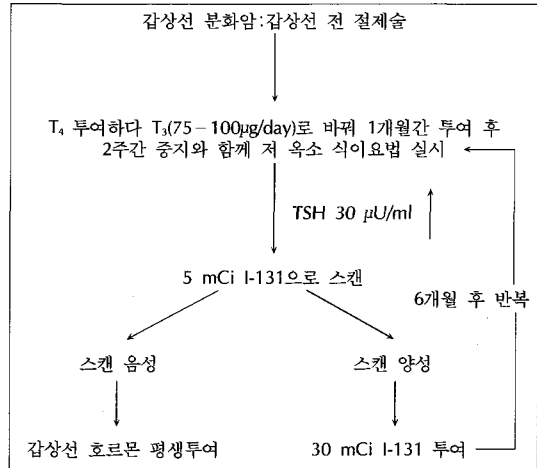 갑상선 분화암:갑상선 전 절제술
T₄ 투여하다 T₃(75－100µg/day)로 바꿔 1개월간 투여 후
2주간 중지와 함께 저 옥소 식이요법 실시
TSH 30 µU/ml
5 mCi I-131으로 스캔
6개월 후 반복
스캔 음성
스캔 양성
갑상선 호르몬 평생투여
30 mCi I-131 투여